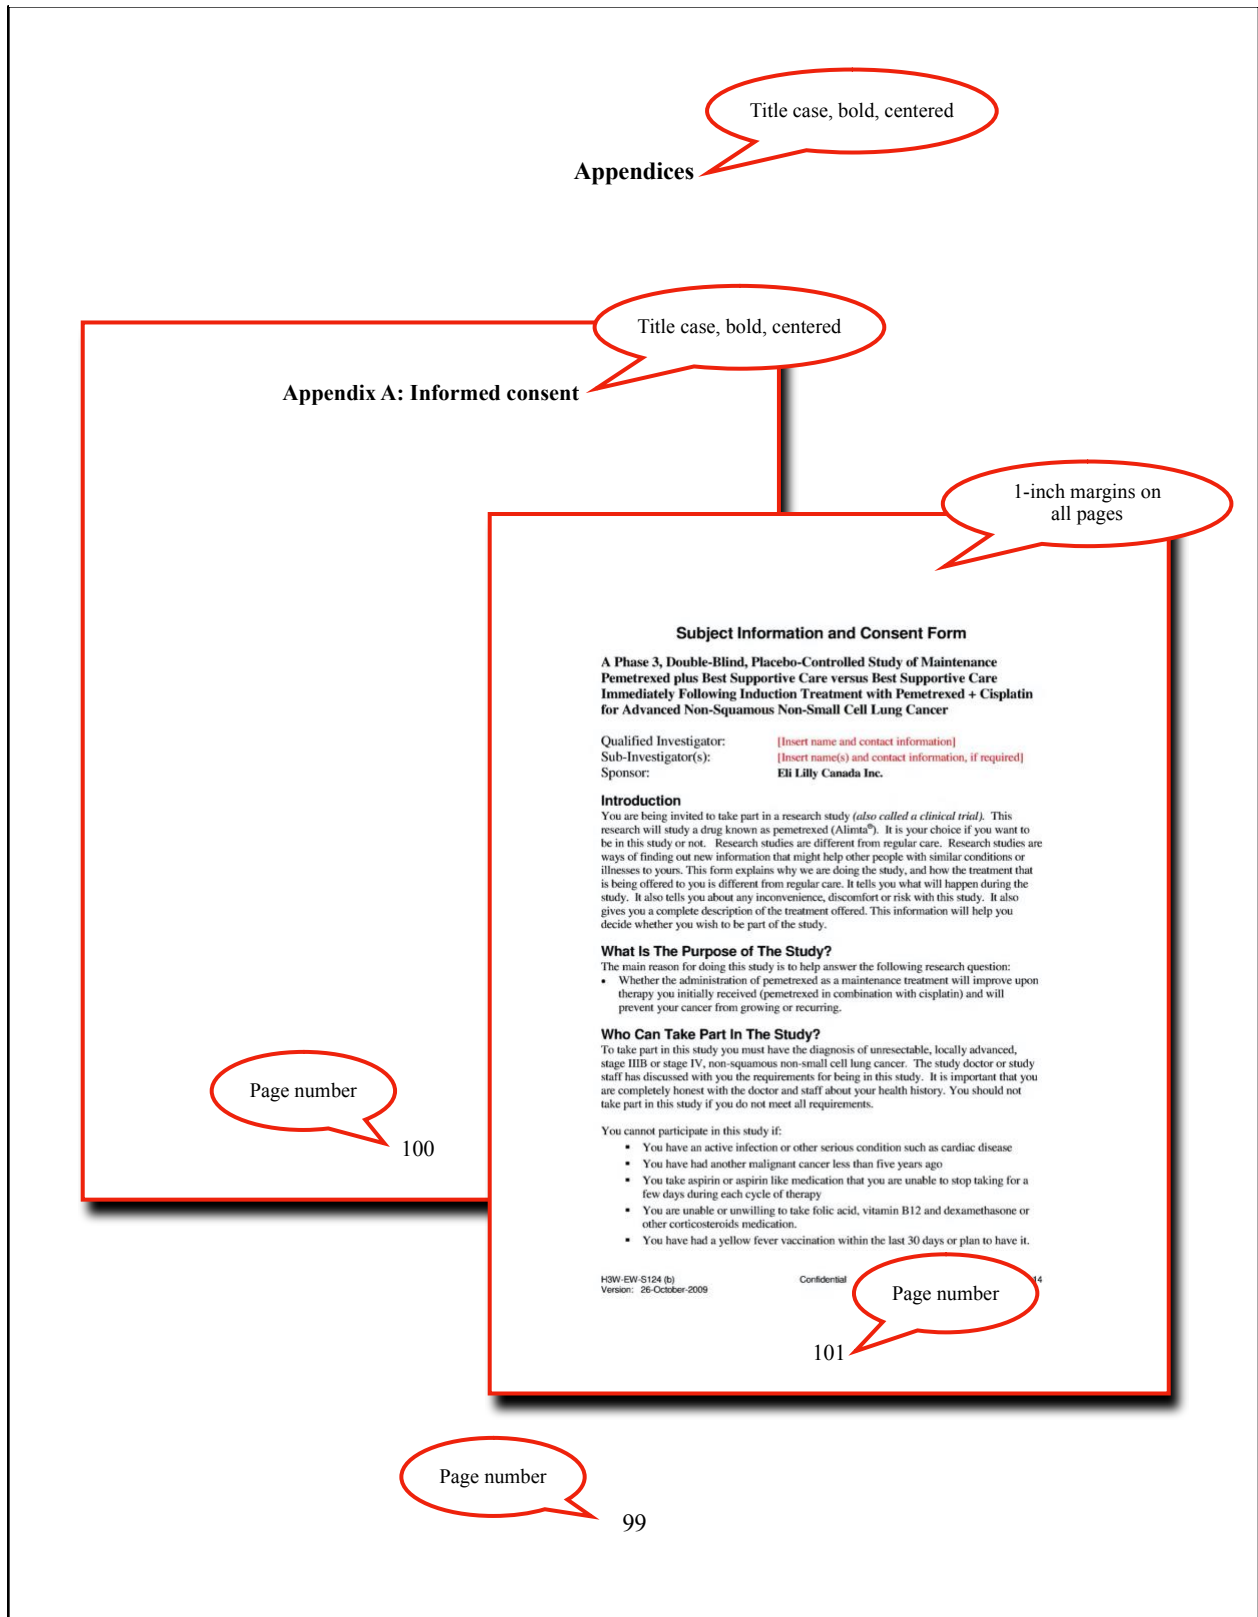 Title case, bold, centered
Appendices
Title case, bold, centered
Appendix A: Informed consent
1-inch margins on
all pages
Subject Information and Consent Form
A Phase 3, Double-Blind, Placebo-Controlled Study of Maintenance
Pemetrexed plus Best Supportive Care versus Best Supportive Care
Immediately Following Induction Treatment with Pemetrexed + Cisplatin
for Advanced Non-Squamous Non-Small Cell Lung Cancer
Qualified Investigator: [Insert name and contact information]
Sub-Investigator(s): [Insert name(s) and contact information, if required]
Sponsor: Eli Lilly Canada Inc.
Introduction
You are being invited to take part in a research study (also called a clinical trial). This
research will study a drug known as pemetrexed (Alimta®). It is your choice if you want to
be in this study or not. Research studies are different from regular care. Research studies are
ways of finding out new information that might help other people with similar conditions or
illnesses to yours. This form explains why we are doing the study, and how the treatment that
is being offered to you is different from regular care. It tells you what will happen during the
study. It also tells you about any inconvenience, discomfort or risk with this study. It also
gives you a complete description of the treatment offered. This information will help you
decide whether you wish to be part of the study.
What Is The Purpose of The Study?
The main reason for doing this study is to help answer the following research question:
• Whether the administration of pemetrexed as a maintenance treatment will improve upon
therapy you initially received (pemetrexed in combination with cisplatin) and will
prevent your cancer from growing or recurring.
Who Can Take Part In The Study?
To take part in this study you must have the diagnosis of unresectable, locally advanced,
stage IIIB or stage IV, non-squamous non-small cell lung cancer. The study doctor or study
staff has discussed with you the requirements for being in this study. It is important that you
are completely honest with the doctor and staff about your health history. You should not
take part in this study if you do not meet all requirements.
You cannot participate in this study if:
▪ You have an active infection or other serious condition such as cardiac disease
▪ You have had another malignant cancer less than five years ago
▪ You take aspirin or aspirin like medication that you are unable to stop taking for a
few days during each cycle of therapy
▪ You are unable or unwilling to take folic acid, vitamin B12 and dexamethasone or
other corticosteroids medication.
▪ You have had a yellow fever vaccination within the last 30 days or plan to have it.
H3W-EW-S124 (b) Confidential 14
Version: 26-October-2009
Page number
100
Page number
101
Page number
99